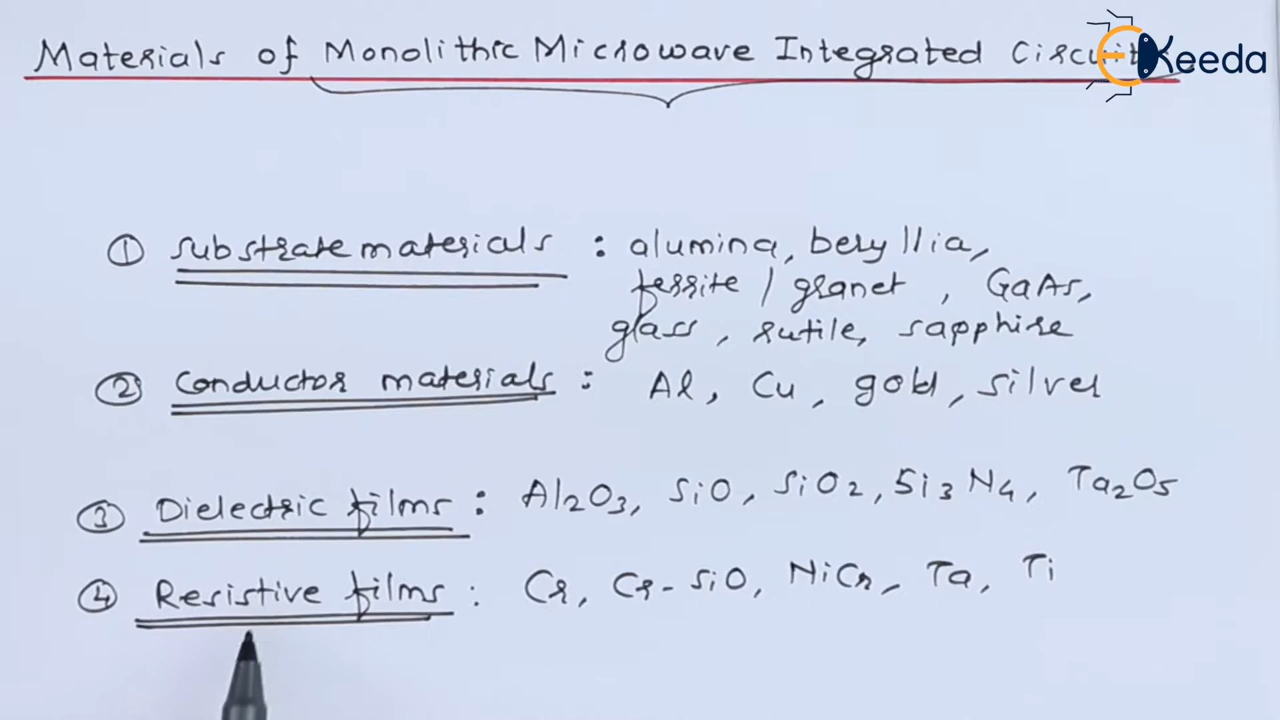 Materials of Monolithic Microwave Integrated Circuits
Keeda
① Substrate materials : alumina, beryllia,
ferrite / granet , GaAs,
glass , rutile, sapphire
② Conductor materials : Al, Cu, gold, silver
③ Dielectric films : Al2O3, SiO, SiO2, Si3N4, Ta2O5
④ Resistive films : Cr, Cr-SiO, NiCr, Ta, Ti